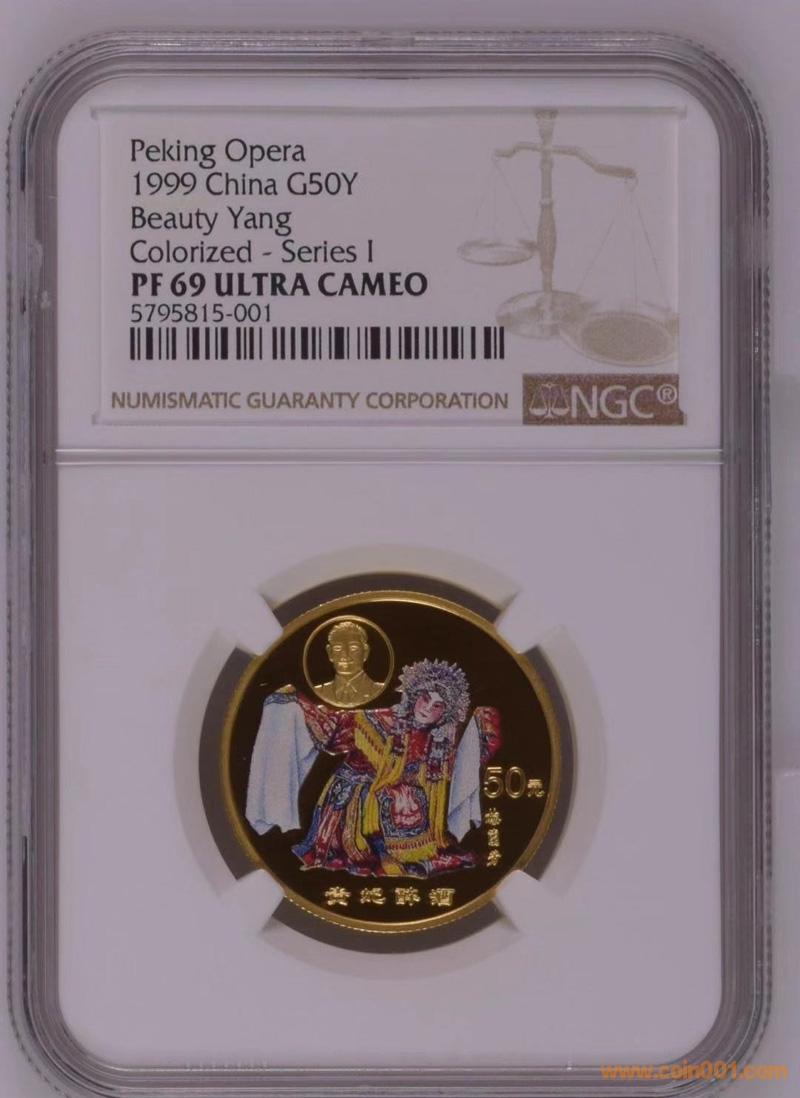 Peking Opera
1999 China G50Y
Beauty Yang
Colorized - Series I
PF 69 ULTRA CAMEO
5795815-001
NUMISMATIC GUARANTY CORPORATION
NGC®
50元
梅蘭芳
贵妃醉酒
www.coin001.com